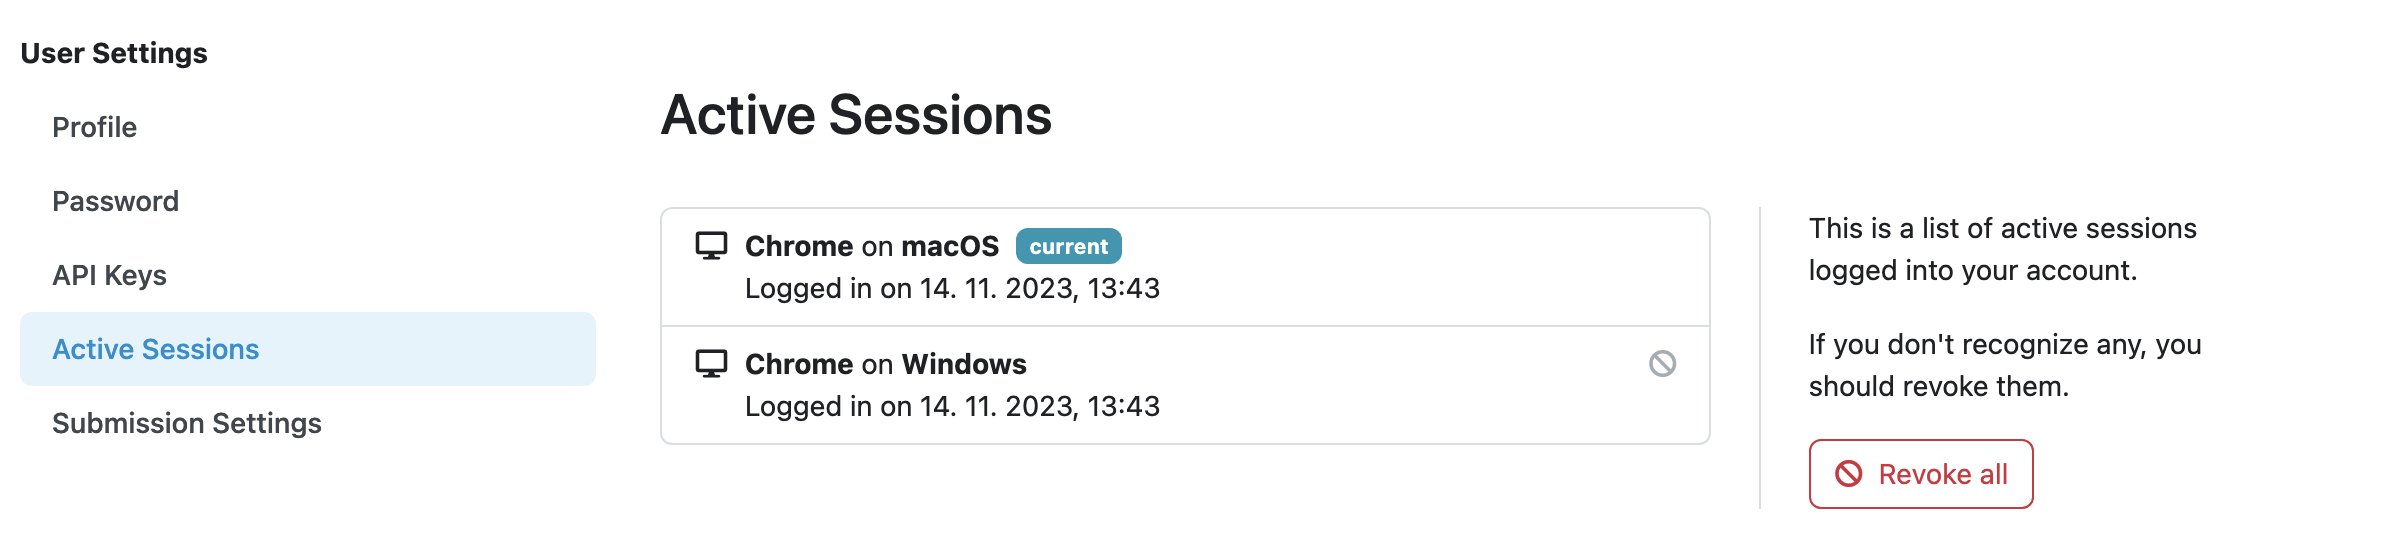 User Settings
Profile
Password
API Keys
Active Sessions
Submission Settings
Active Sessions
Chrome on macOS current
Logged in on 14. 11. 2023, 13:43
Chrome on Windows
Logged in on 14. 11. 2023, 13:43
This is a list of active sessions
logged into your account.
If you don't recognize any, you
should revoke them.
Revoke all